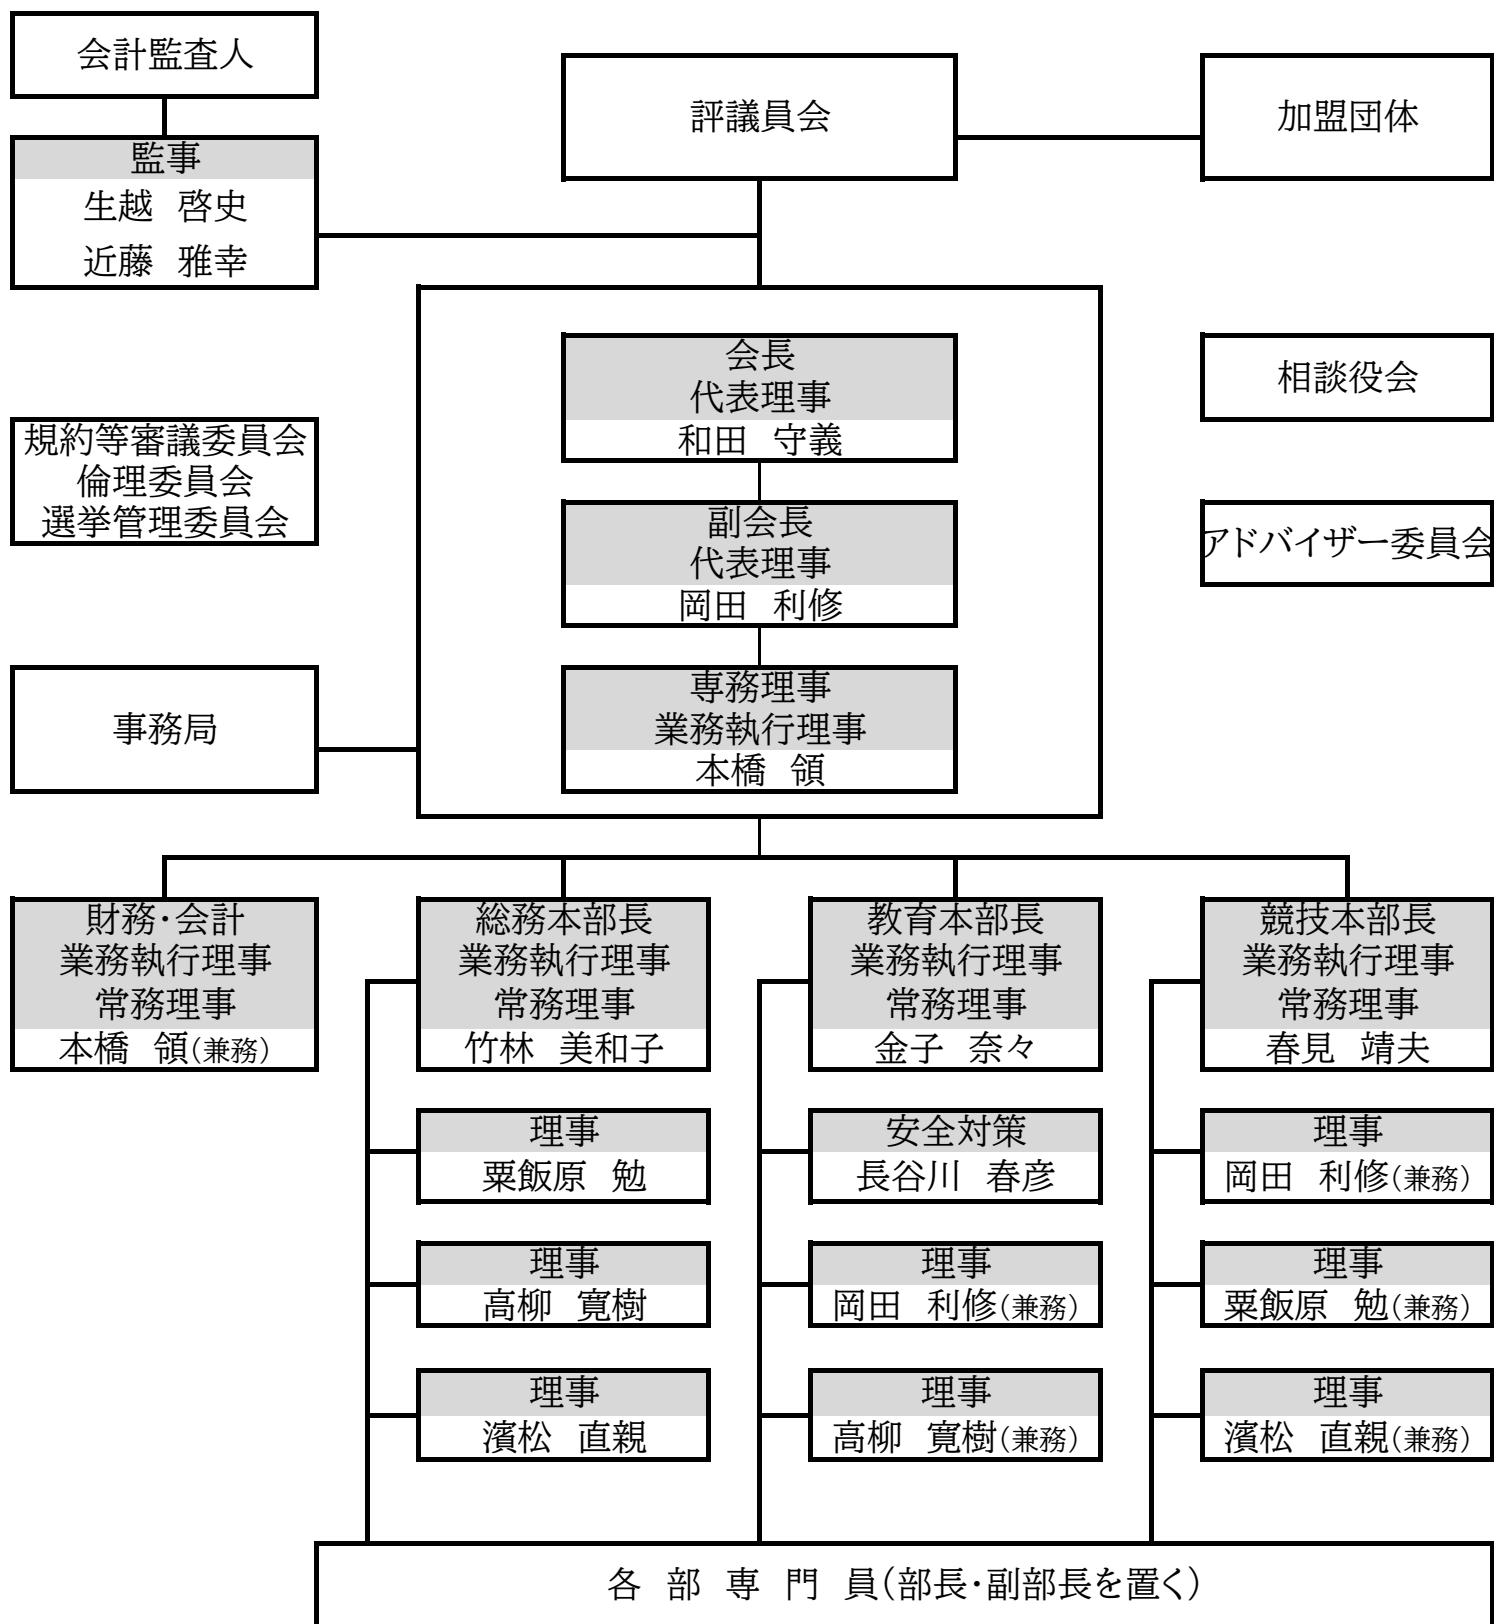 会計監査人
評議員会
加盟団体
監事
生越 啓史
近藤 雅幸
会長
代表理事
和田 守義
相談役会
規約等審議委員会
倫理委員会
選挙管理委員会
副会長
代表理事
岡田 利修
アドバイザー委員会
事務局
専務理事
業務執行理事
本橋 領
財務・会計
業務執行理事
常務理事
本橋 領(兼務)
総務本部長
業務執行理事
常務理事
竹林 美和子
教育本部長
業務執行理事
常務理事
金子 奈々
競技本部長
業務執行理事
常務理事
春見 靖夫
理事
粟飯原 勉
安全対策
長谷川 春彦
理事
岡田 利修(兼務)
理事
高柳 寛樹
理事
岡田 利修(兼務)
理事
粟飯原 勉(兼務)
理事
濱松 直親
理事
高柳 寛樹(兼務)
理事
濱松 直親(兼務)
各 部 専 門 員(部長・副部長を置く)